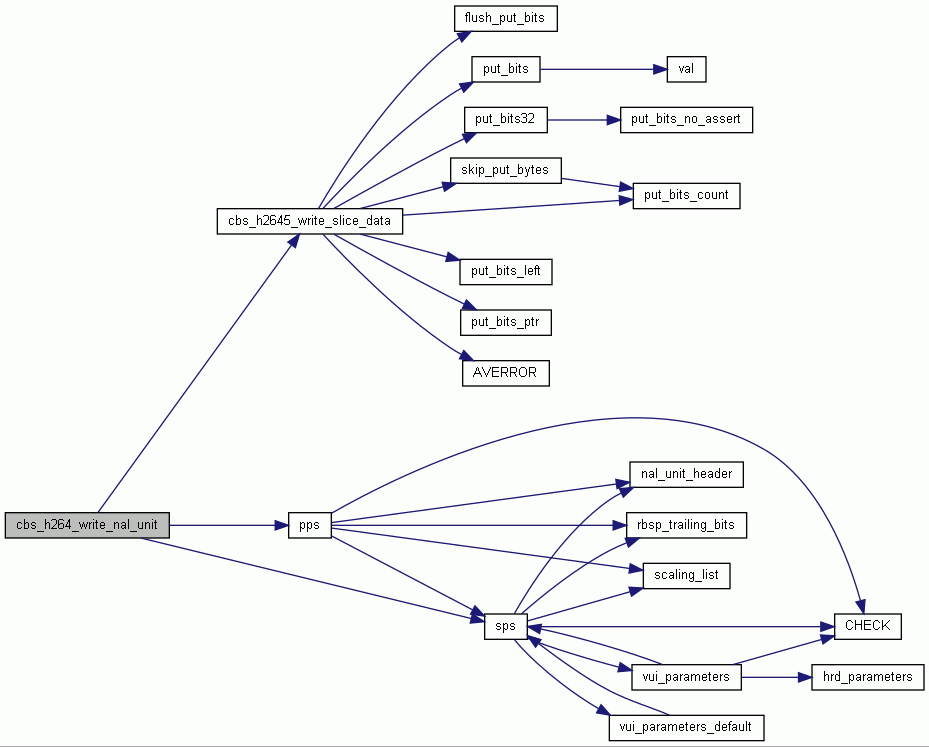 flush_put_bits
put_bits
val
put_bits32
put_bits_no_assert
skip_put_bytes
put_bits_count
cbs_h2645_write_slice_data
put_bits_left
put_bits_ptr
AVERROR
nal_unit_header
cbs_h264_write_nal_unit
pps
rbsp_trailing_bits
scaling_list
sps
CHECK
vui_parameters
hrd_parameters
vui_parameters_default